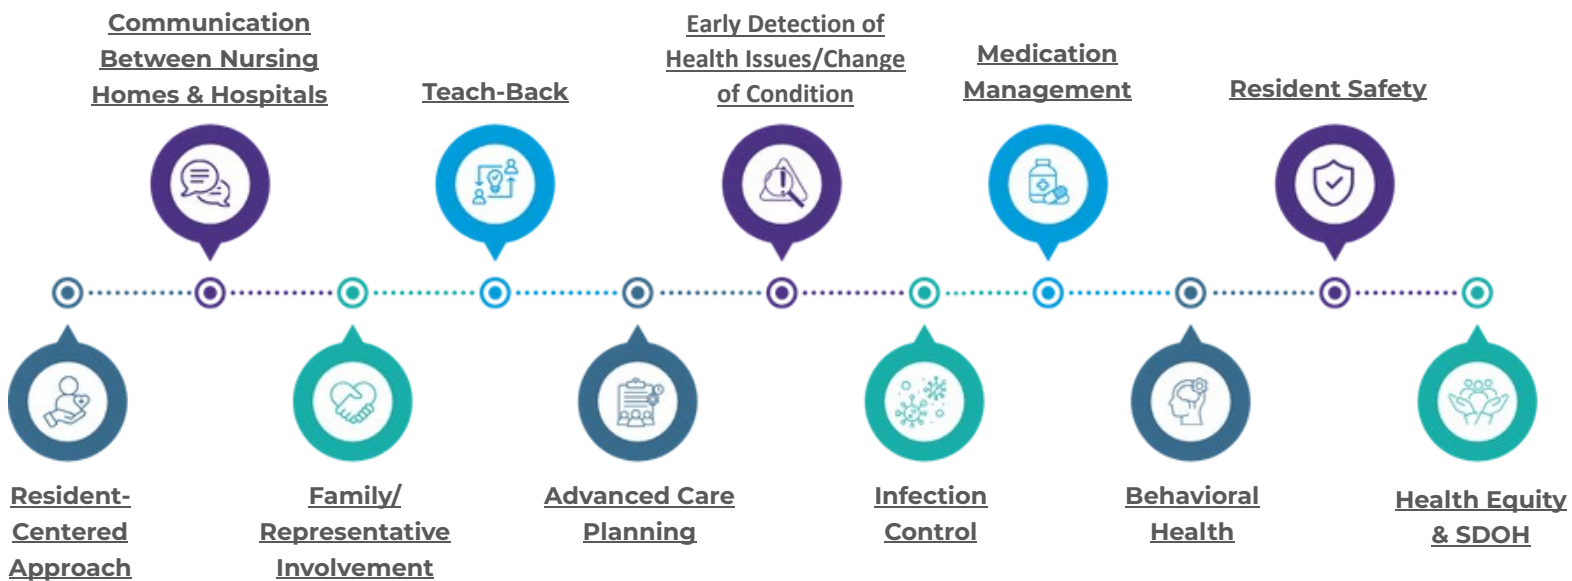 Communication
Between Nursing
Homes & Hospitals
Teach-Back
Early Detection of
Health Issues/Change
of Condition
Medication
Management
Resident Safety
Resident-
Centered
Approach
Family/
Representative
Involvement
Advanced Care
Planning
Infection
Control
Behavioral
Health
Health Equity
& SDOH